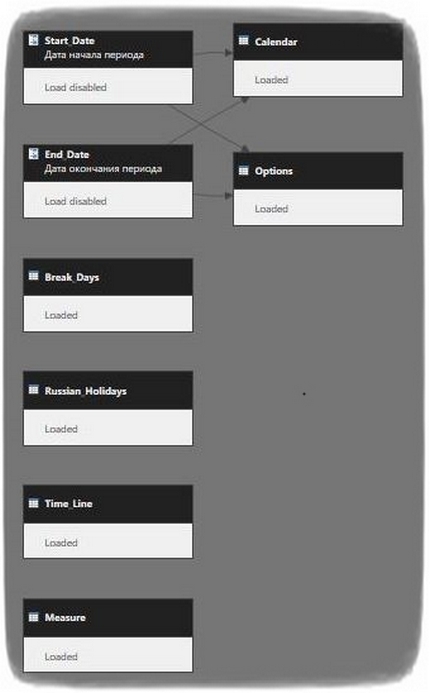 Start_Date
Дата начала периода
Load disabled
Calendar
Loaded
End_Date
Дата окончания периода
Load disabled
Options
Loaded
Break_Days
Loaded
Russian_Holidays
Loaded
Time_Line
Loaded
Measure
Loaded